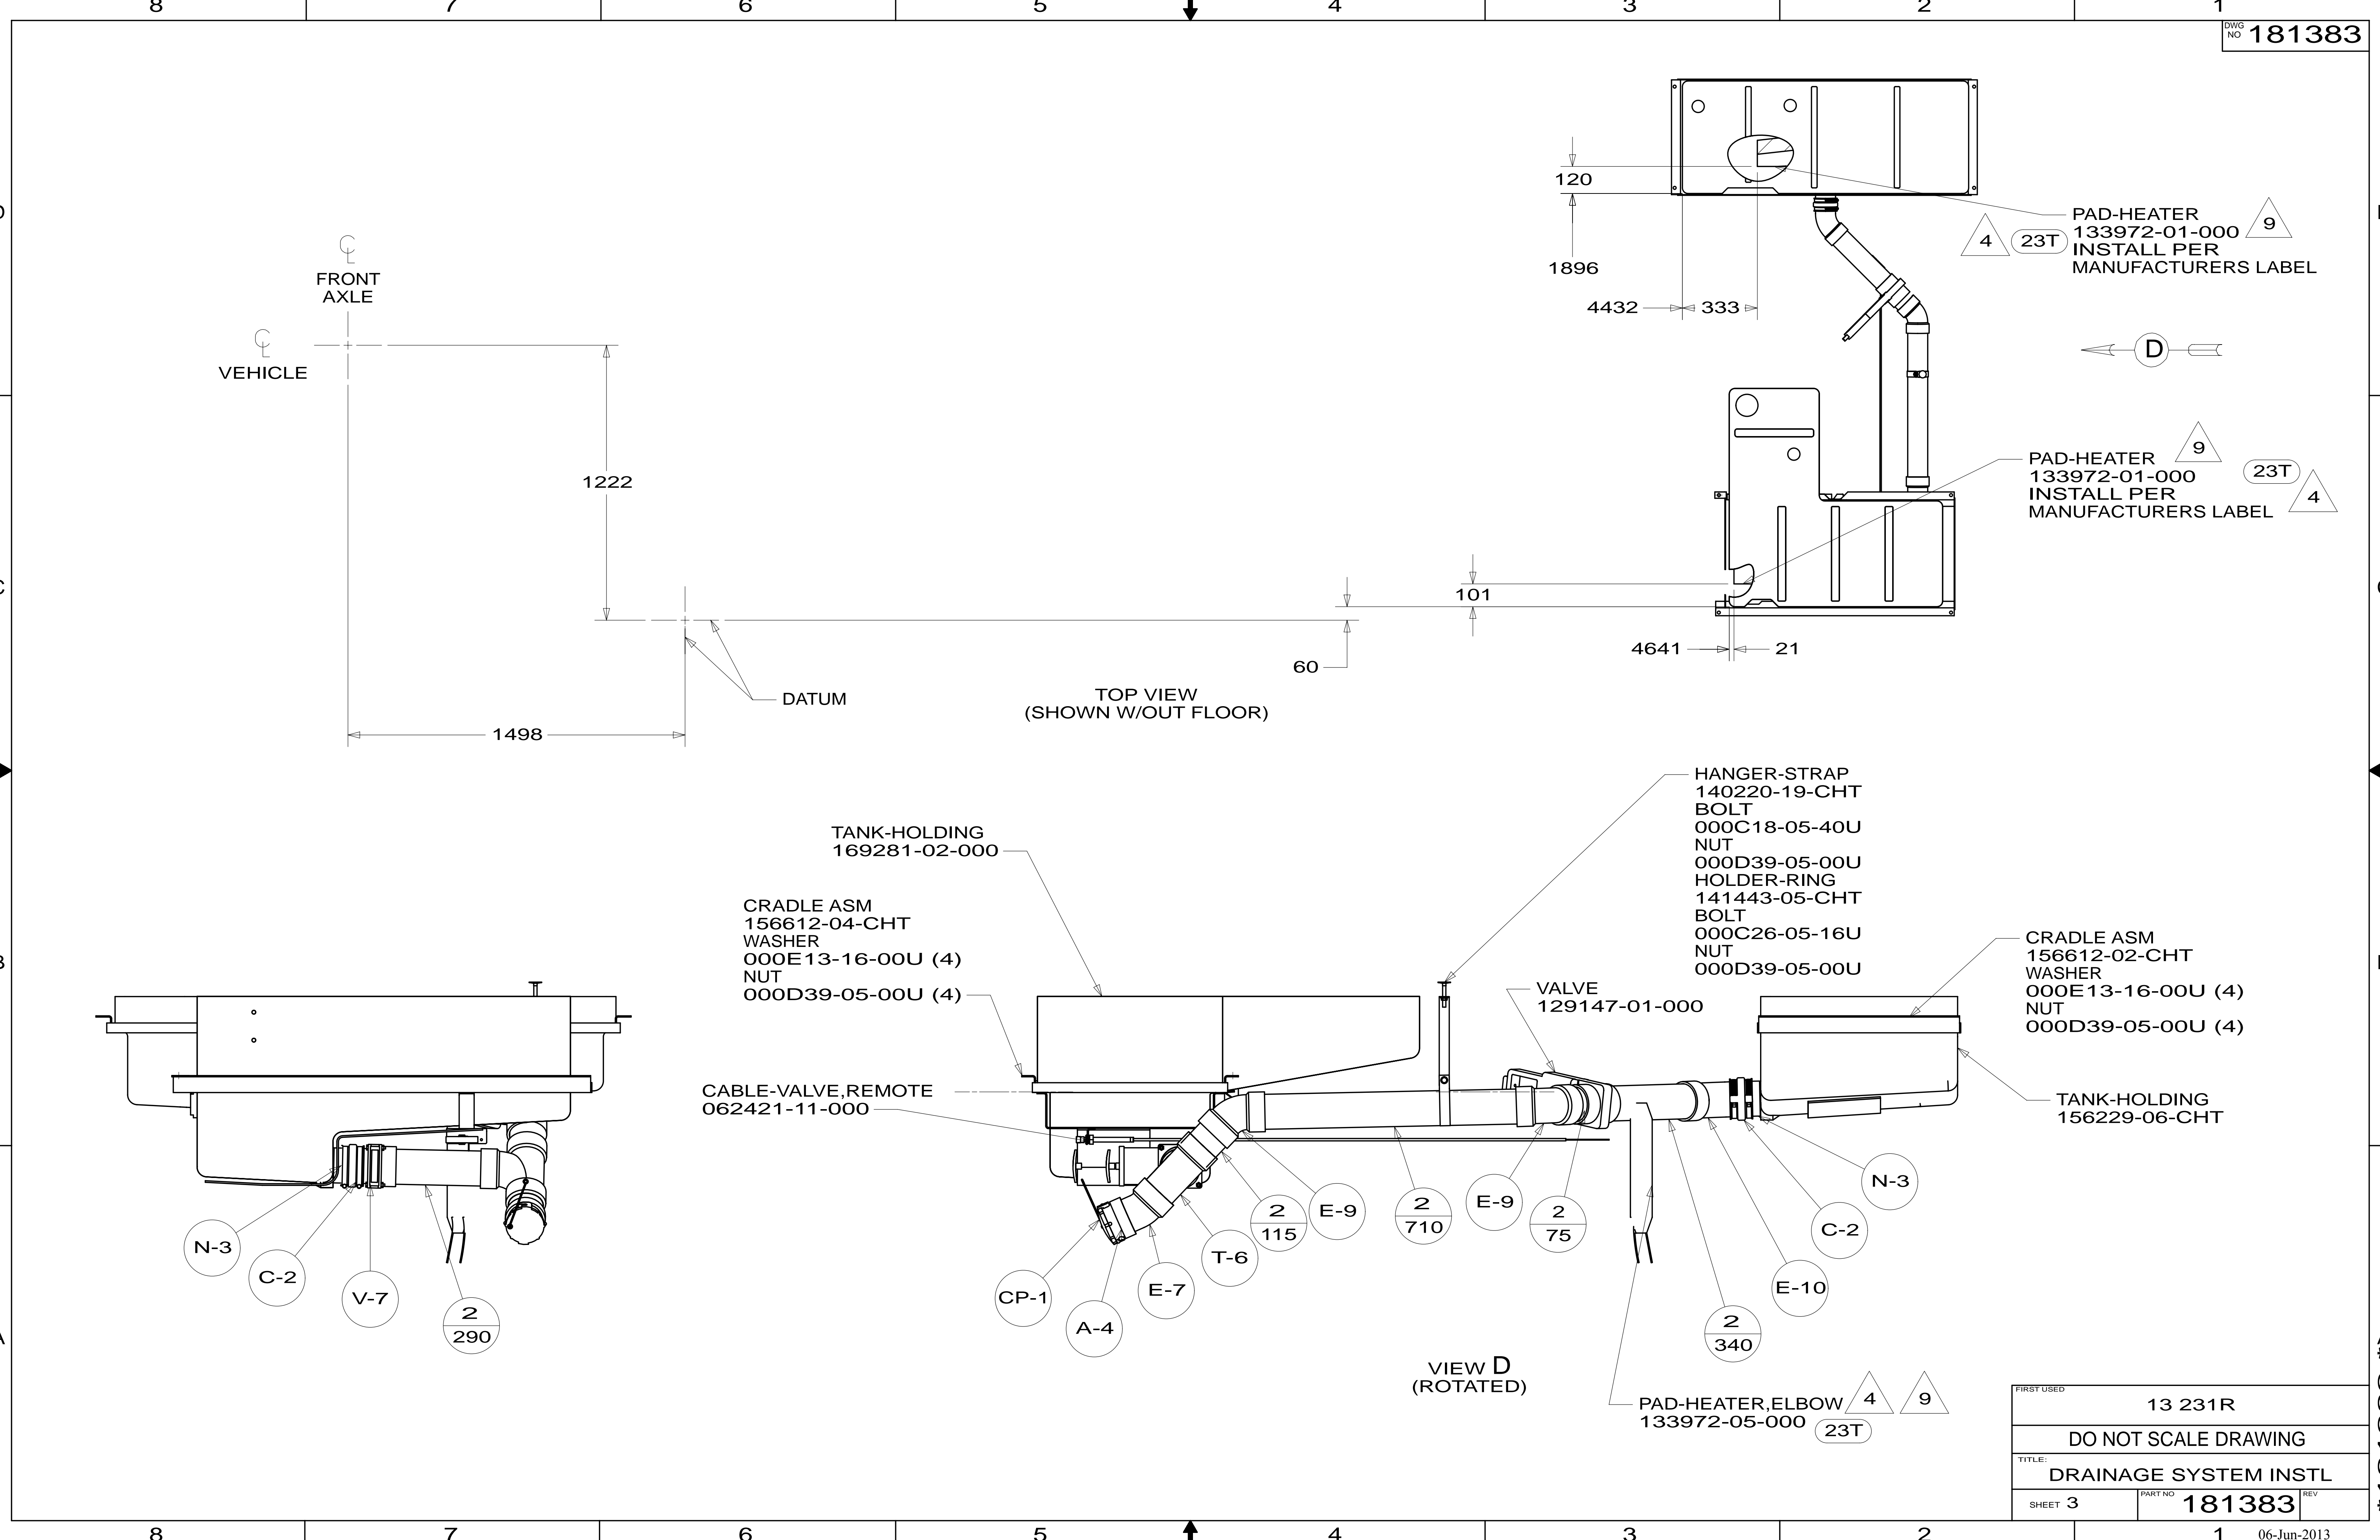 8 7 6 5 4 3 2 1
DWG NO 181383
120
1896
4432 333
PAD-HEATER
133972-01-000
INSTALL PER
MANUFACTURERS LABEL
4 23T 9
D
CL
FRONT
AXLE
CL
VEHICLE
1222
PAD-HEATER
133972-01-000
INSTALL PER
MANUFACTURERS LABEL
9
23T
4
C
101
60
4641 21
DATUM
1498
TOP VIEW
(SHOWN W/OUT FLOOR)
HANGER-STRAP
140220-19-CHT
BOLT
000C18-05-40U
NUT
000D39-05-00U
HOLDER-RING
141443-05-CHT
BOLT
000C26-05-16U
NUT
000D39-05-00U
TANK-HOLDING
169281-02-000
CRADLE ASM
156612-04-CHT
WASHER
000E13-16-00U (4)
NUT
000D39-05-00U (4)
VALVE
129147-01-000
CRADLE ASM
156612-02-CHT
WASHER
000E13-16-00U (4)
NUT
000D39-05-00U (4)
CABLE-VALVE,REMOTE
062421-11-000
TANK-HOLDING
156229-06-CHT
N-3
C-2
V-7
2
290
CP-1
A-4
E-7
T-6
2
115
E-9
2
710
E-9
2
75
2
340
E-10
C-2
N-3
VIEW D
(ROTATED)
PAD-HEATER,ELBOW
133972-05-000
4 9
23T
FIRST USED
13 231R
DO NOT SCALE DRAWING
TITLE:
DRAINAGE SYSTEM INSTL
SHEET 3
PART NO 181383
REV
8 7 6 5 4 3 2 1
06-Jun-2013